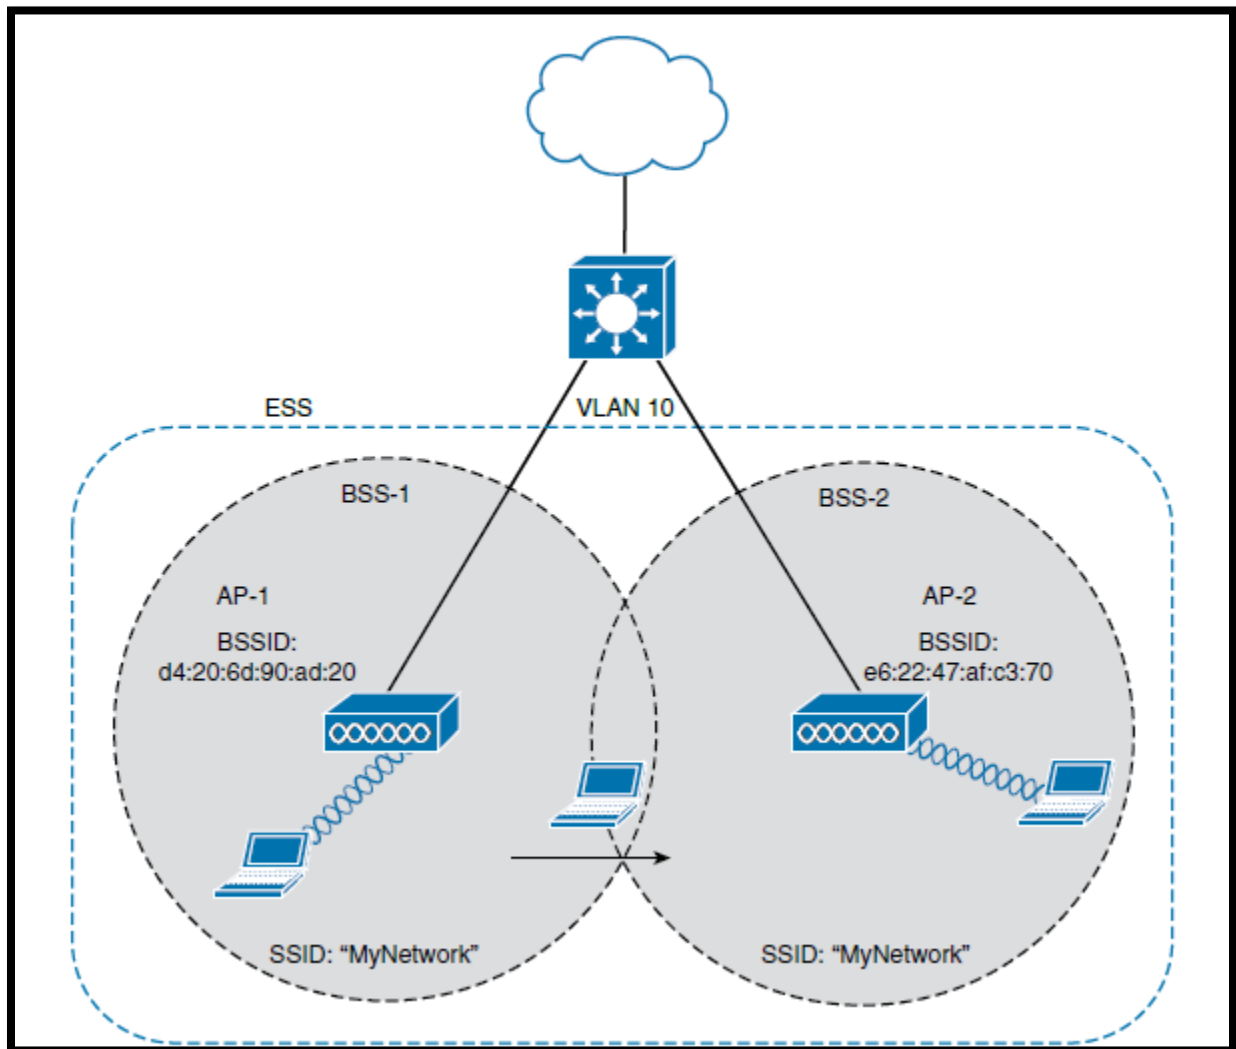 ESS
VLAN 10
BSS-1
BSS-2
AP-1
BSSID:
d4:20:6d:90:ad:20
AP-2
BSSID:
e6:22:47:af:c3:70
SSID: “MyNetwork”
SSID: “MyNetwork”